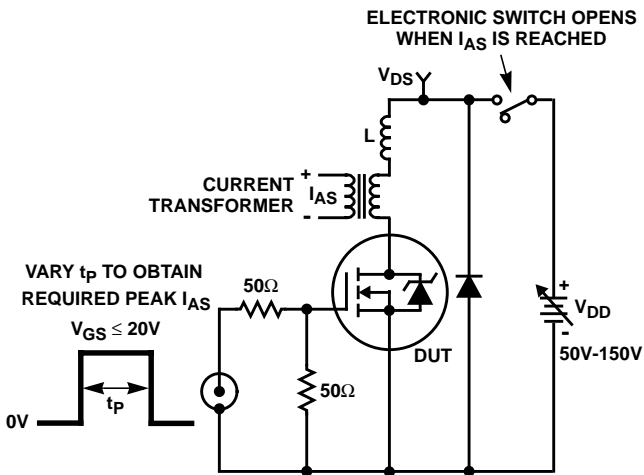 ELECTRONIC SWITCH OPENS
WHEN IAS IS REACHED
VDS
L
+
CURRENT
TRANSFORMER
IAS
-
VARY tP TO OBTAIN
REQUIRED PEAK IAS
50Ω
VGS ≤ 20V
+
VDD
-
DUT
50V-150V
50Ω
0V
tP